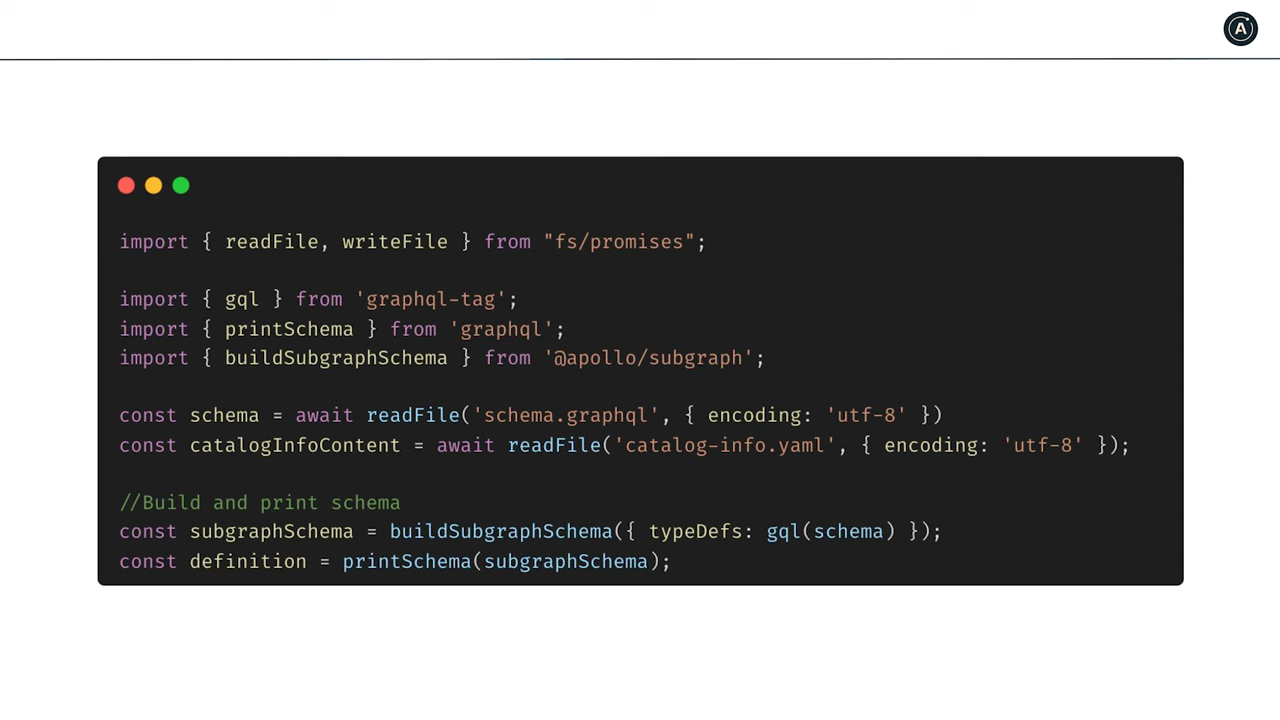 A
import { readFile, writeFile } from "fs/promises";
import { gql } from 'graphql-tag';
import { printSchema } from 'graphql';
import { buildSubgraphSchema } from '@apollo/subgraph';
const schema = await readFile('schema.graphql', { encoding: 'utf-8' })
const catalogInfoContent = await readFile('catalog-info.yaml', { encoding: 'utf-8' });
//Build and print schema
const subgraphSchema = buildSubgraphSchema({ typeDefs: gql(schema) });
const definition = printSchema(subgraphSchema);